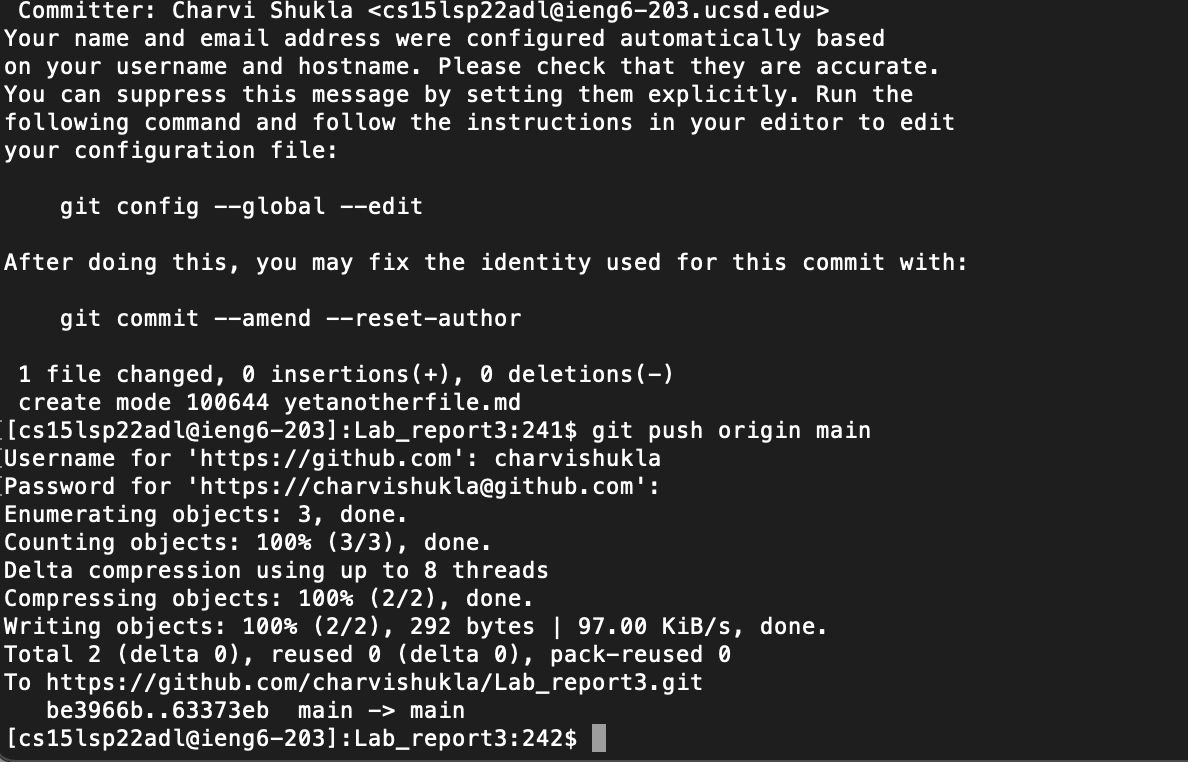 Committer: Charvi Shukla <cs15lsp22adl@ieng6-203.ucsd.edu>
Your name and email address were configured automatically based
on your username and hostname. Please check that they are accurate.
You can suppress this message by setting them explicitly. Run the
following command and follow the instructions in your editor to edit
your configuration file:

    git config --global --edit

After doing this, you may fix the identity used for this commit with:

    git commit --amend --reset-author

 1 file changed, 0 insertions(+), 0 deletions(-)
 create mode 100644 yetanotherfile.md
[[cs15lsp22adl@ieng6-203]:Lab_report3:241$ git push origin main
[Username for 'https://github.com': charvishukla
[Password for 'https://charvishukla@github.com':
Enumerating objects: 3, done.
Counting objects: 100% (3/3), done.
Delta compression using up to 8 threads
Compressing objects: 100% (2/2), done.
Writing objects: 100% (2/2), 292 bytes | 97.00 KiB/s, done.
Total 2 (delta 0), reused 0 (delta 0), pack-reused 0
To https://github.com/charvishukla/Lab_report3.git
   be3966b..63373eb  main -> main
[cs15lsp22adl@ieng6-203]:Lab_report3:242$